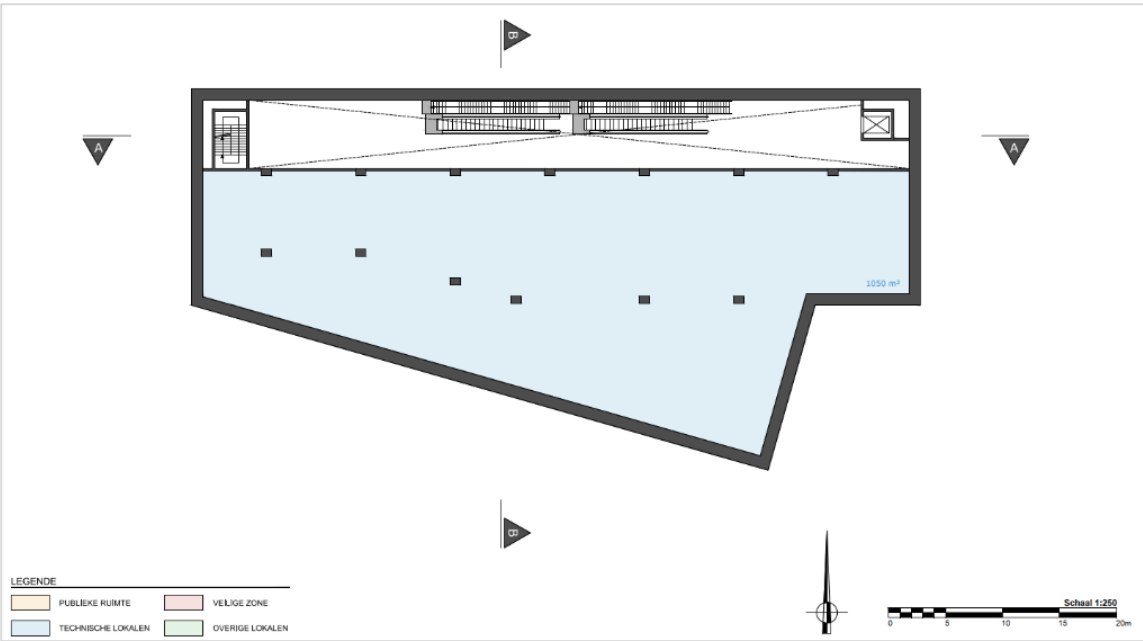 B
A
A
1050 m²
B
LEGENDE
PUBLIEKE RUIMTE
VEILIGE ZONE
TECHNISCHE LOKALEN
OVERIGE LOKALEN
Schaal 1:250
0 5 10 15 20m